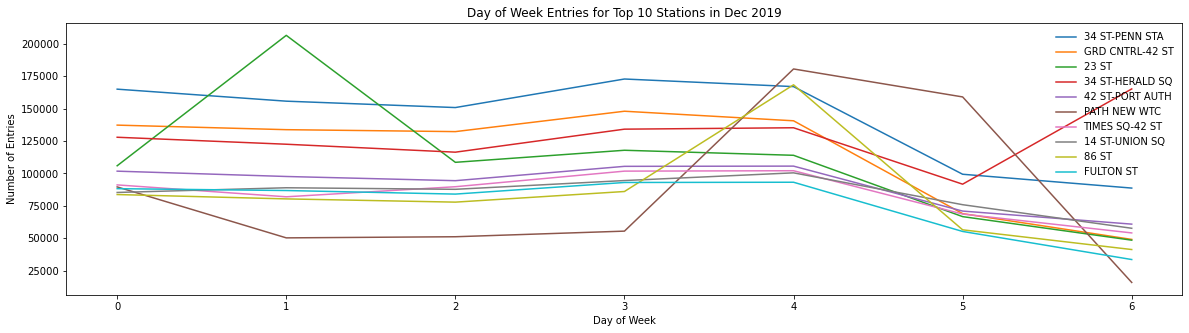 Day of Week Entries for Top 10 Stations in Dec 2019
Number of Entries
200000
175000
150000
125000
100000
75000
50000
25000
34 ST-PENN STA
GRD CNTRL-42 ST
23 ST
34 ST-HERALD SQ
42 ST-PORT AUTH
PATH NEW WTC
TIMES SQ-42 ST
14 ST-UNION SQ
86 ST
FULTON ST
0 1 2 3 4 5 6
Day of Week